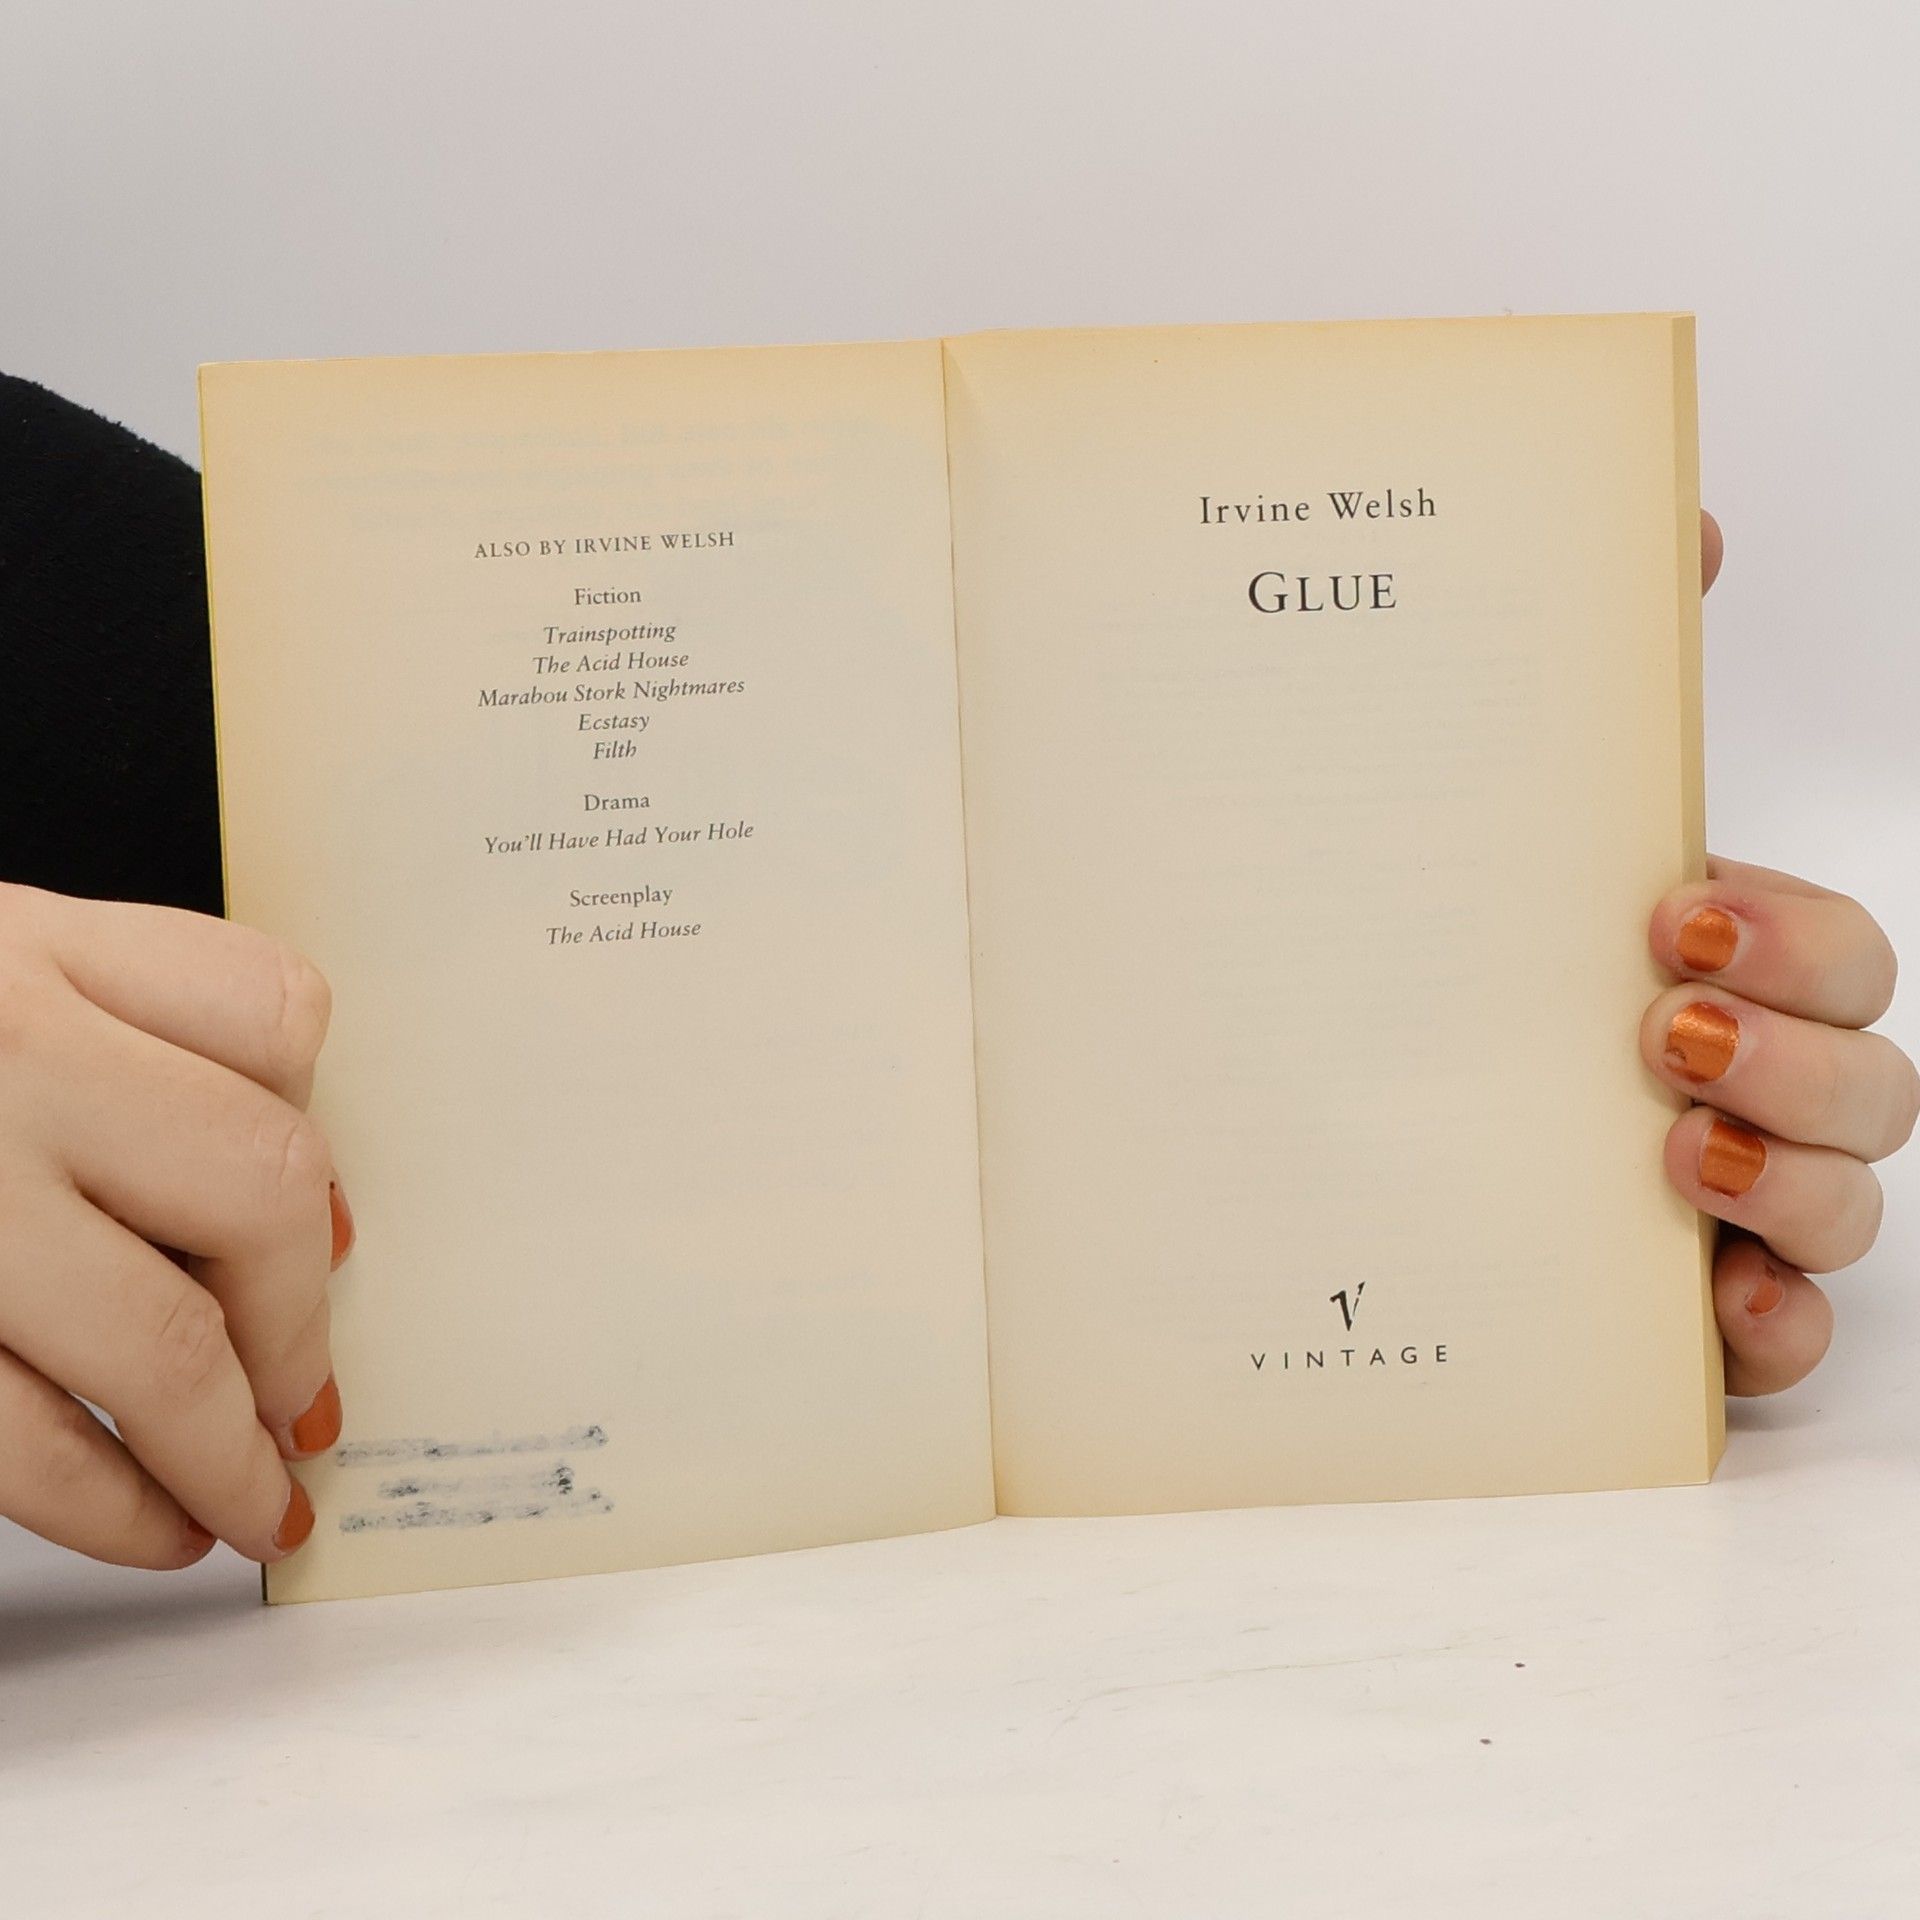 ALSO BY IRVINE WELSH
Fiction
Trainspotting
The Acid House
Marabou Stork Nightmares
Ecstasy
Filth
Drama
You'll Have Had Your Hole
Screenplay
The Acid House
Irvine Welsh
GLUE
V
VINTAGE